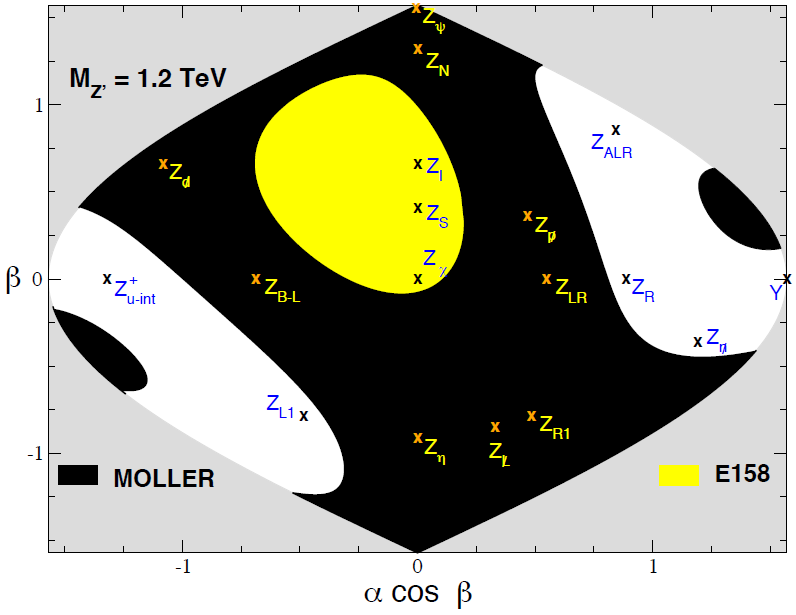 Z_ψ
M_Z' = 1.2 TeV
Z_N
1
Z_ALR
Z_I
Z_d̸
Z_S
Z_p̸
Z_χ
β 0
Z_u-int^+
Z_B-L
Z_LR
Z_R
Y
Z_n̸
Z_L1
Z_R1
Z_η
Z_L̸
-1
MOLLER
E158
-1 0 1
α cos β